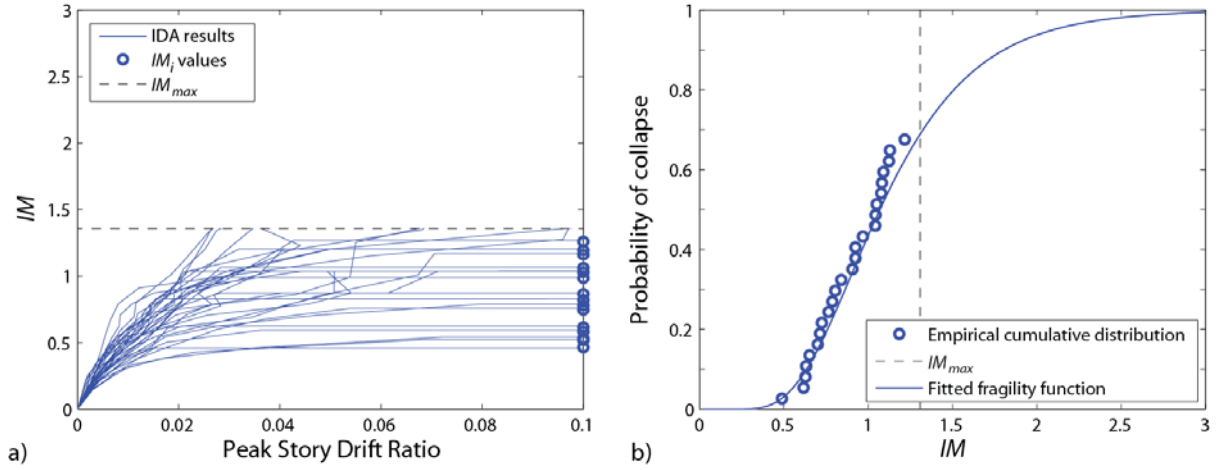 3
2.5
2
1.5
1
0.5
0
IM
IDA results
IMi values
IMmax
0
0.02
0.04
0.06
0.08
0.1
Peak Story Drift Ratio
a)
1
0.8
0.6
0.4
0.2
0
Probability of collapse
Empirical cumulative distribution
IMmax
Fitted fragility function
0
0.5
1
1.5
2
2.5
3
IM
b)